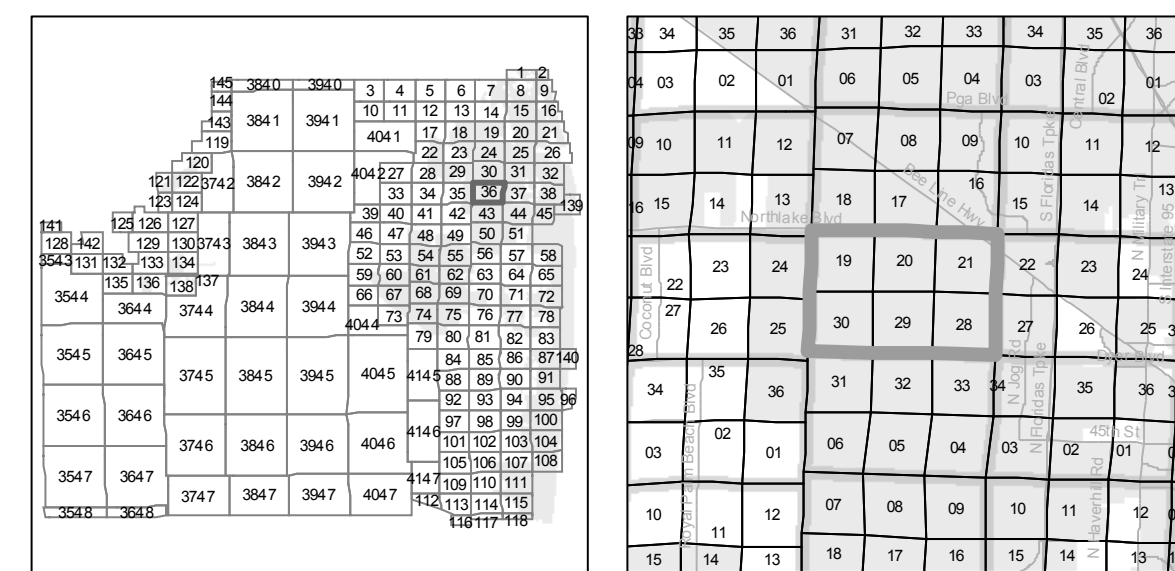 1 2
145 3840 3940 3 4 5 6 7 8 9
144 3841 3941 10 11 12 13 14 15 16
143
119 4041 17 18 19 20 21
120 22 23 24 25 26
121 122 3742 3842 3942 4042 27 28 29 30 31 32
123 124 33 34 35 36 37 38
139
141 125 126 127 39 40 41 42 43 44 45
128 142 129 130 3743 3843 3943 46 47 48 49 50 51
3543 131 132 133 134 52 53 54 55 56 57 58
135 136 138 137 59 60 61 62 63 64 65
3544 3644 3744 3844 3944 66 67 68 69 70 71 72
4044 73 74 75 76 77 78
79 80 81 82 83
3545 3645 3745 3845 3945 4045 4145 84 85 86 87 140
88 89 90 91
92 93 94 95 96
3546 3646 3746 3846 3946 4046 4146 97 98 99 100
101 102 103 104
105 106 107 108
3547 3647 3747 3847 3947 4047 4147 109 110 111
112 113 114 115
3548 3648 116 117 118
33 34 35 36 31 32 33 34 35 36
04 03 02 01 06 05 04 03 02 01
Pga Blvd
Central Blvd
09 10 11 12 07 08 09 10 11 12
Bee Line Hwy
S Floridas Tpke
16 15 14 13 18 17 16 15 14 13
Northlake Blvd
N Military Tr
S Interstate 95
22 23 24 19 20 21 22 23 24
Coconut Blvd
27 26 25 30 29 28 27 26 25 3
28
N Jog Rd
N Floridas Tpke
Dyer Blvd
34 35 36 31 32 33 34 35 36 3
Royal Palm Beach Blvd
45th St
03 02 01 06 05 04 03 02 01 0
N Haverhill Rd
10 11 12 07 08 09 10 11 12 0
15 14 13 18 17 16 15 14 13 1